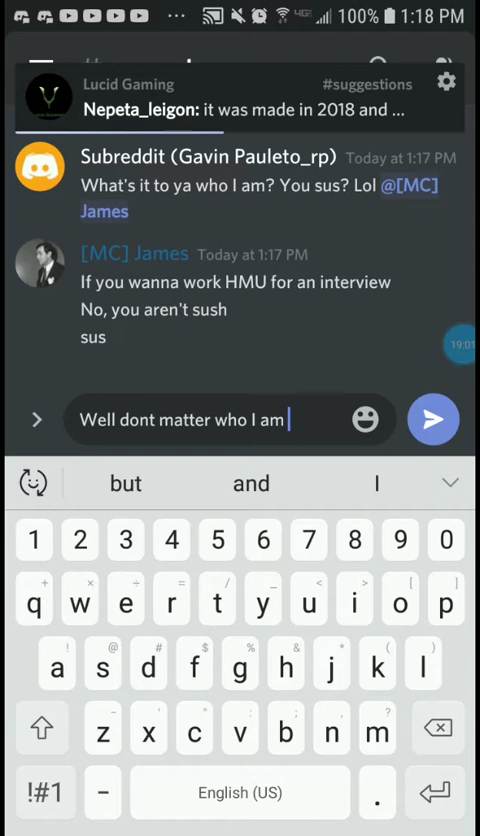 100% 1:18 PM
Lucid Gaming #suggestions
Nepeta_leigon: it was made in 2018 and ...
Subreddit (Gavin Pauleto_rp) Today at 1:17 PM
What's it to ya who I am? You sus? Lol @[MC]
James
[MC] James Today at 1:17 PM
If you wanna work HMU for an interview
No, you aren't sush
sus
19:01
Well dont matter who I am
but and I
1 2 3 4 5 6 7 8 9 0
+ × ÷ = / _ < > [ ]
q w e r t y u i o p
! @ # $ % ^ & * ( )
a s d f g h j k l
- ' " : ; , ?
z x c v b n m
!#1 - English (US) .